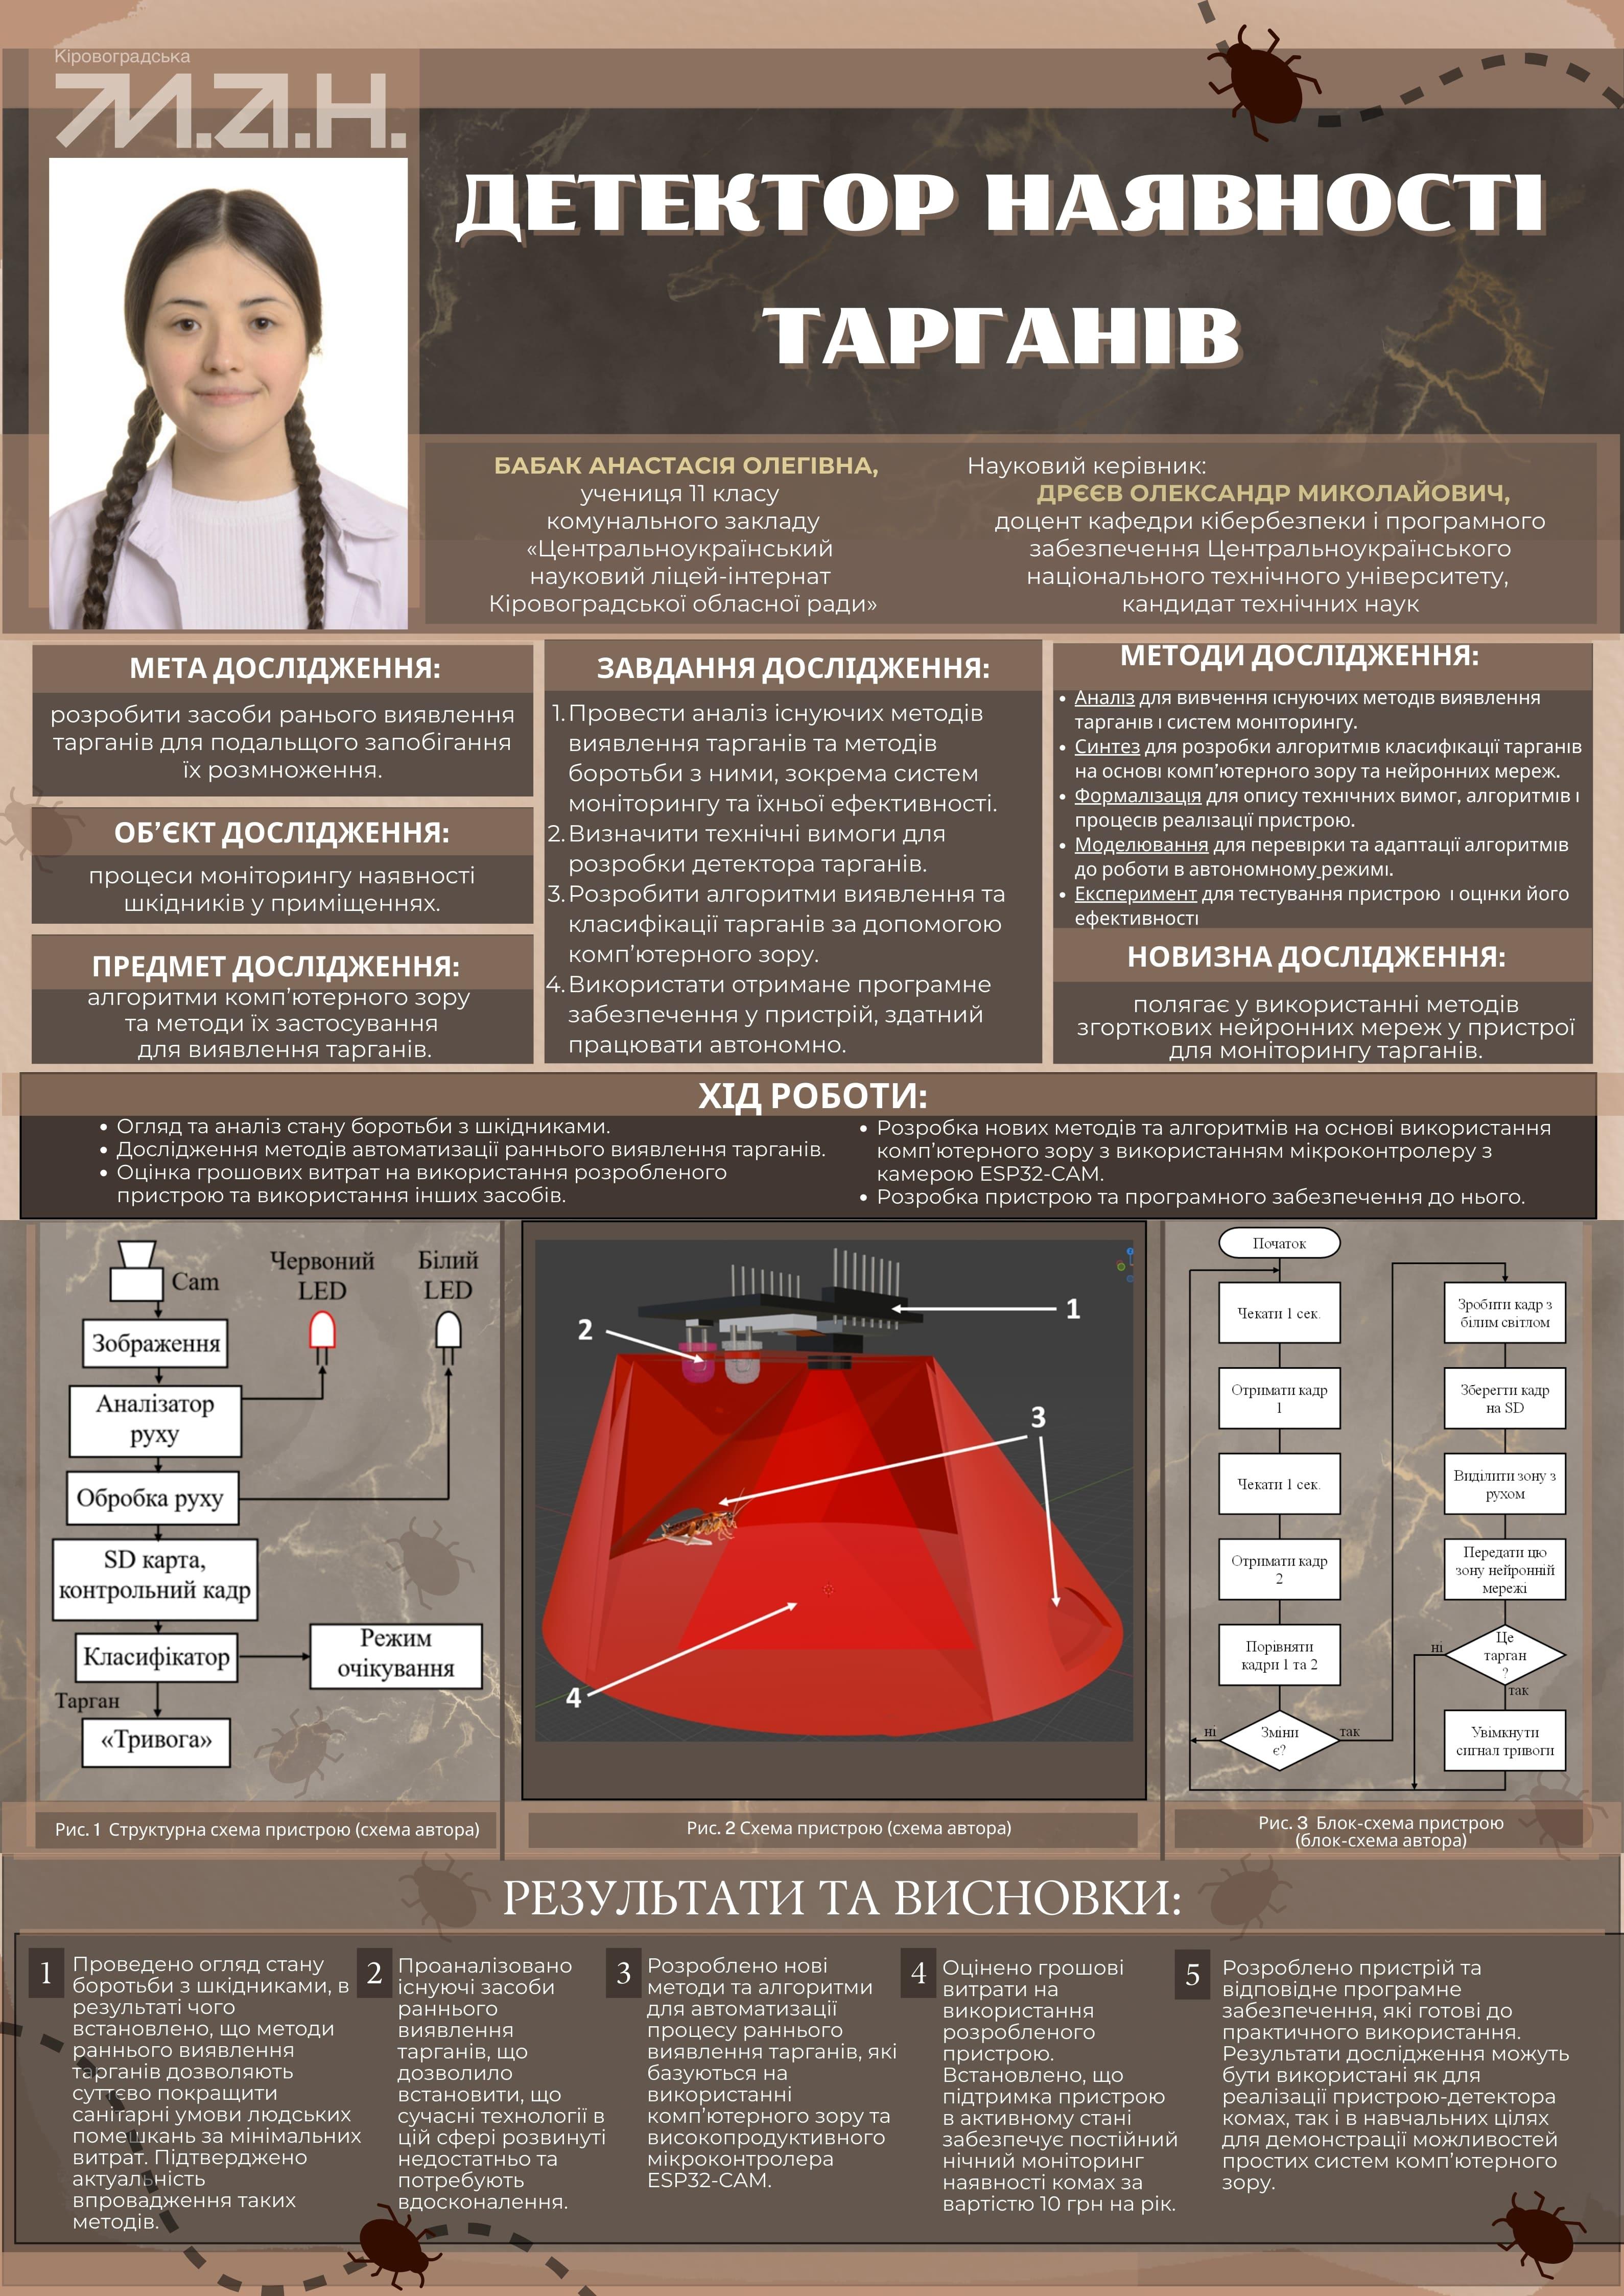 Кіровоградська
М.А.Н.
ДЕТЕКТОР НАЯВНОСТІ
ТАРГАНІВ
БАБАК АНАСТАСІЯ ОЛЕГІВНА,
учениця 11 класу
комунального закладу
«Центральноукраїнський
науковий ліцей-інтернат
Кіровоградської обласної ради»
Науковий керівник:
ДРЄЄВ ОЛЕКСАНДР МИКОЛАЙОВИЧ,
доцент кафедри кібербезпеки і програмного
забезпечення Центральноукраїнського
національного технічного університету,
кандидат технічних наук
МЕТА ДОСЛІДЖЕННЯ:
розробити засоби ранього виявлення
тарганів для подальщого запобігання
їх розмноження.
ОБ’ЄКТ ДОСЛІДЖЕННЯ:
процеси моніторингу наявності
шкідників у приміщеннях.
ПРЕДМЕТ ДОСЛІДЖЕННЯ:
алгоритми комп’ютерного зору
та методи їх застосування
для виявлення тарганів.
ЗАВДАННЯ ДОСЛІДЖЕННЯ:
1. Провести аналіз існуючих методів
виявлення тарганів та методів
боротьби з ними, зокрема систем
моніторингу та їхньої ефективності.
2. Визначити технічні вимоги для
розробки детектора тарганів.
3. Розробити алгоритми виявлення та
класифікації тарганів за допомогою
комп’ютерного зору.
4. Використати отримане програмне
забезпечення у пристрій, здатний
працювати автономно.
МЕТОДИ ДОСЛІДЖЕННЯ:
• Аналіз для вивчення існуючих методів виявлення
тарганів і систем моніторингу.
• Синтез для розробки алгоритмів класифікації тарганів
на основі комп’ютерного зору та нейронних мереж.
• Формалізація для опису технічних вимог, алгоритмів і
процесів реалізації пристрою.
• Моделювання для перевірки та адаптації алгоритмів
до роботи в автономному режимі.
• Експеримент для тестування пристрою і оцінки його
ефективності
НОВИЗНА ДОСЛІДЖЕННЯ:
полягає у використанні методів
згорткових нейронних мереж у пристрої
для моніторингу тарганів.
ХІД РОБОТИ:
• Огляд та аналіз стану боротьби з шкідниками.
• Дослідження методів автоматизації раннього виявлення тарганів.
• Оцінка грошових витрат на використання розробленого
пристрою та використання інших засобів.
• Розробка нових методів та алгоритмів на основі використання
комп’ютерного зору з використанням мікроконтролеру з
камерою ESP32-CAM.
• Розробка пристрою та програмного забезпечення до нього.
Cam
Червоний
LED
Білий
LED
Зображення
Аналізатор
руху
Обробка руху
SD карта,
контрольний кадр
Класифікатор
Режим
очікування
Тарган
«Тривога»
Рис. 1 Структурна схема пристрою (схема автора)
1
2
3
4
Рис. 2 Схема пристрою (схема автора)
Початок
Чекати 1 сек.
Отримати кадр
1
Чекати 1 сек.
Отримати кадр
2
Порівняти
кадри 1 та 2
ні
Зміни
є?
так
Зробити кадр з
білим світлом
Зберегти кадр
на SD
Виділити зону з
рухом
Передати цю
зону нейронній
мережі
ні
Це
тарган
?
так
Увімкнути
сигнал тривоги
Рис. 3 Блок-схема пристрою
(блок-схема автора)
РЕЗУЛЬТАТИ ТА ВИСНОВКИ:
1
Проведено огляд стану
боротьби з шкідниками, в
результаті чого
встановлено, що методи
раннього виявлення
тарганів дозволяють
суттєво покращити
санітарні умови людських
помешкань за мінімальних
витрат. Підтверджено
актуальність
впровадження таких
методів.
2
Проаналізовано
існуючі засоби
раннього
виявлення
тарганів, що
дозволило
встановити, що
сучасні технології в
цій сфері розвинуті
недостатньо та
потребують
вдосконалення.
3
Розроблено нові
методи та алгоритми
для автоматизації
процесу раннього
виявлення тарганів, які
базуються на
використанні
комп’ютерного зору та
високопродуктивного
мікроконтролера
ESP32-CAM.
4
Оцінено грошові
витрати на
використання
розробленого
пристрою.
Встановлено, що
підтримка пристрою
в активному стані
забезпечує постійний
нічний моніторинг
наявності комах за
вартістю 10 грн на рік.
5
Розроблено пристрій та
відповідне програмне
забезпечення, які готові до
практичного використання.
Результати дослідження можуть
бути використані як для
реалізації пристрою-детектора
комах, так і в навчальних цілях
для демонстрації можливостей
простих систем комп’ютерного
зору.